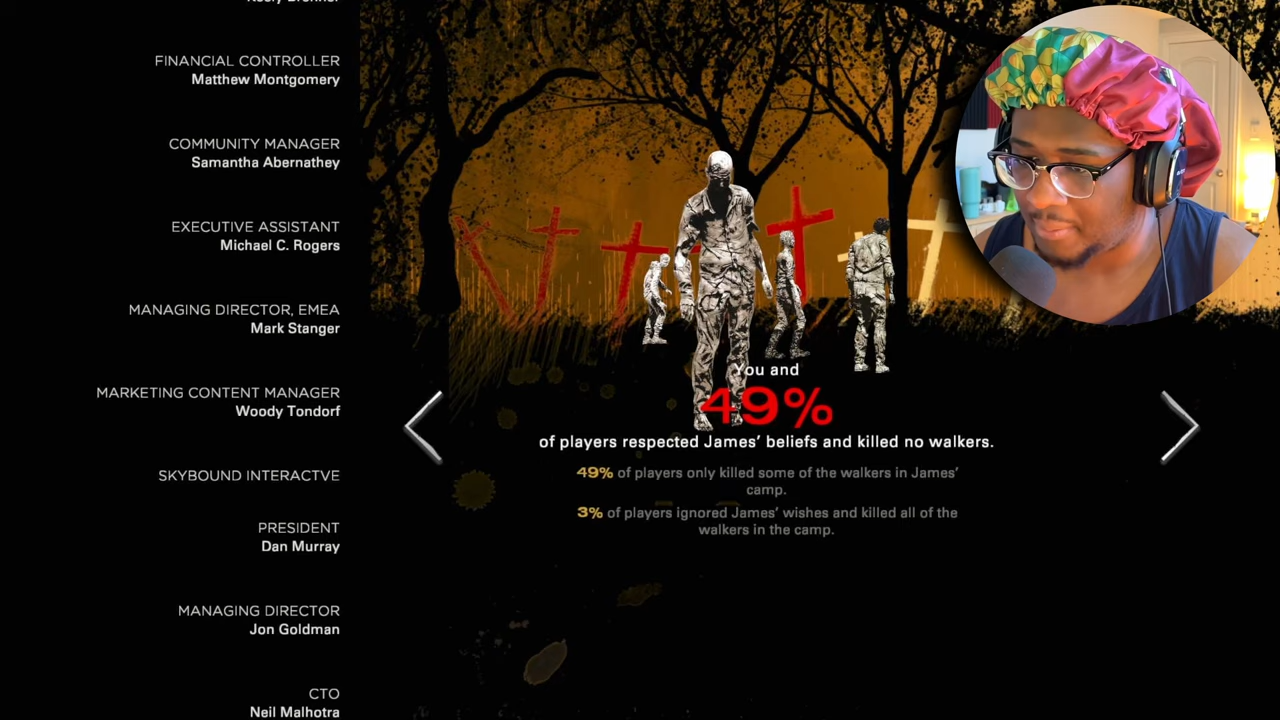 FINANCIAL CONTROLLER
Matthew Montgomery
COMMUNITY MANAGER
Samantha Abernathey
EXECUTIVE ASSISTANT
Michael C. Rogers
MANAGING DIRECTOR, EMEA
Mark Stanger
MARKETING CONTENT MANAGER
Woody Tondorf
SKYBOUND INTERACTVE
PRESIDENT
Dan Murray
MANAGING DIRECTOR
Jon Goldman
CTO
Neil Malhotra
You and
49%
of players respected James' beliefs and killed no walkers.
49% of players only killed some of the walkers in James'
camp.
3% of players ignored James' wishes and killed all of the
walkers in the camp.